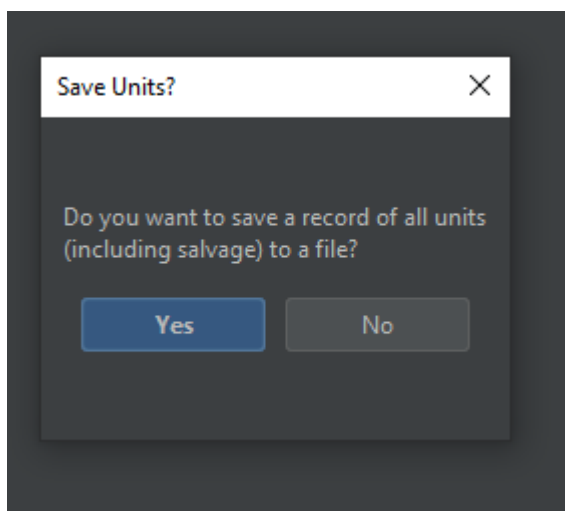 Save Units?
Do you want to save a record of all units
(including salvage) to a file?
Yes
No